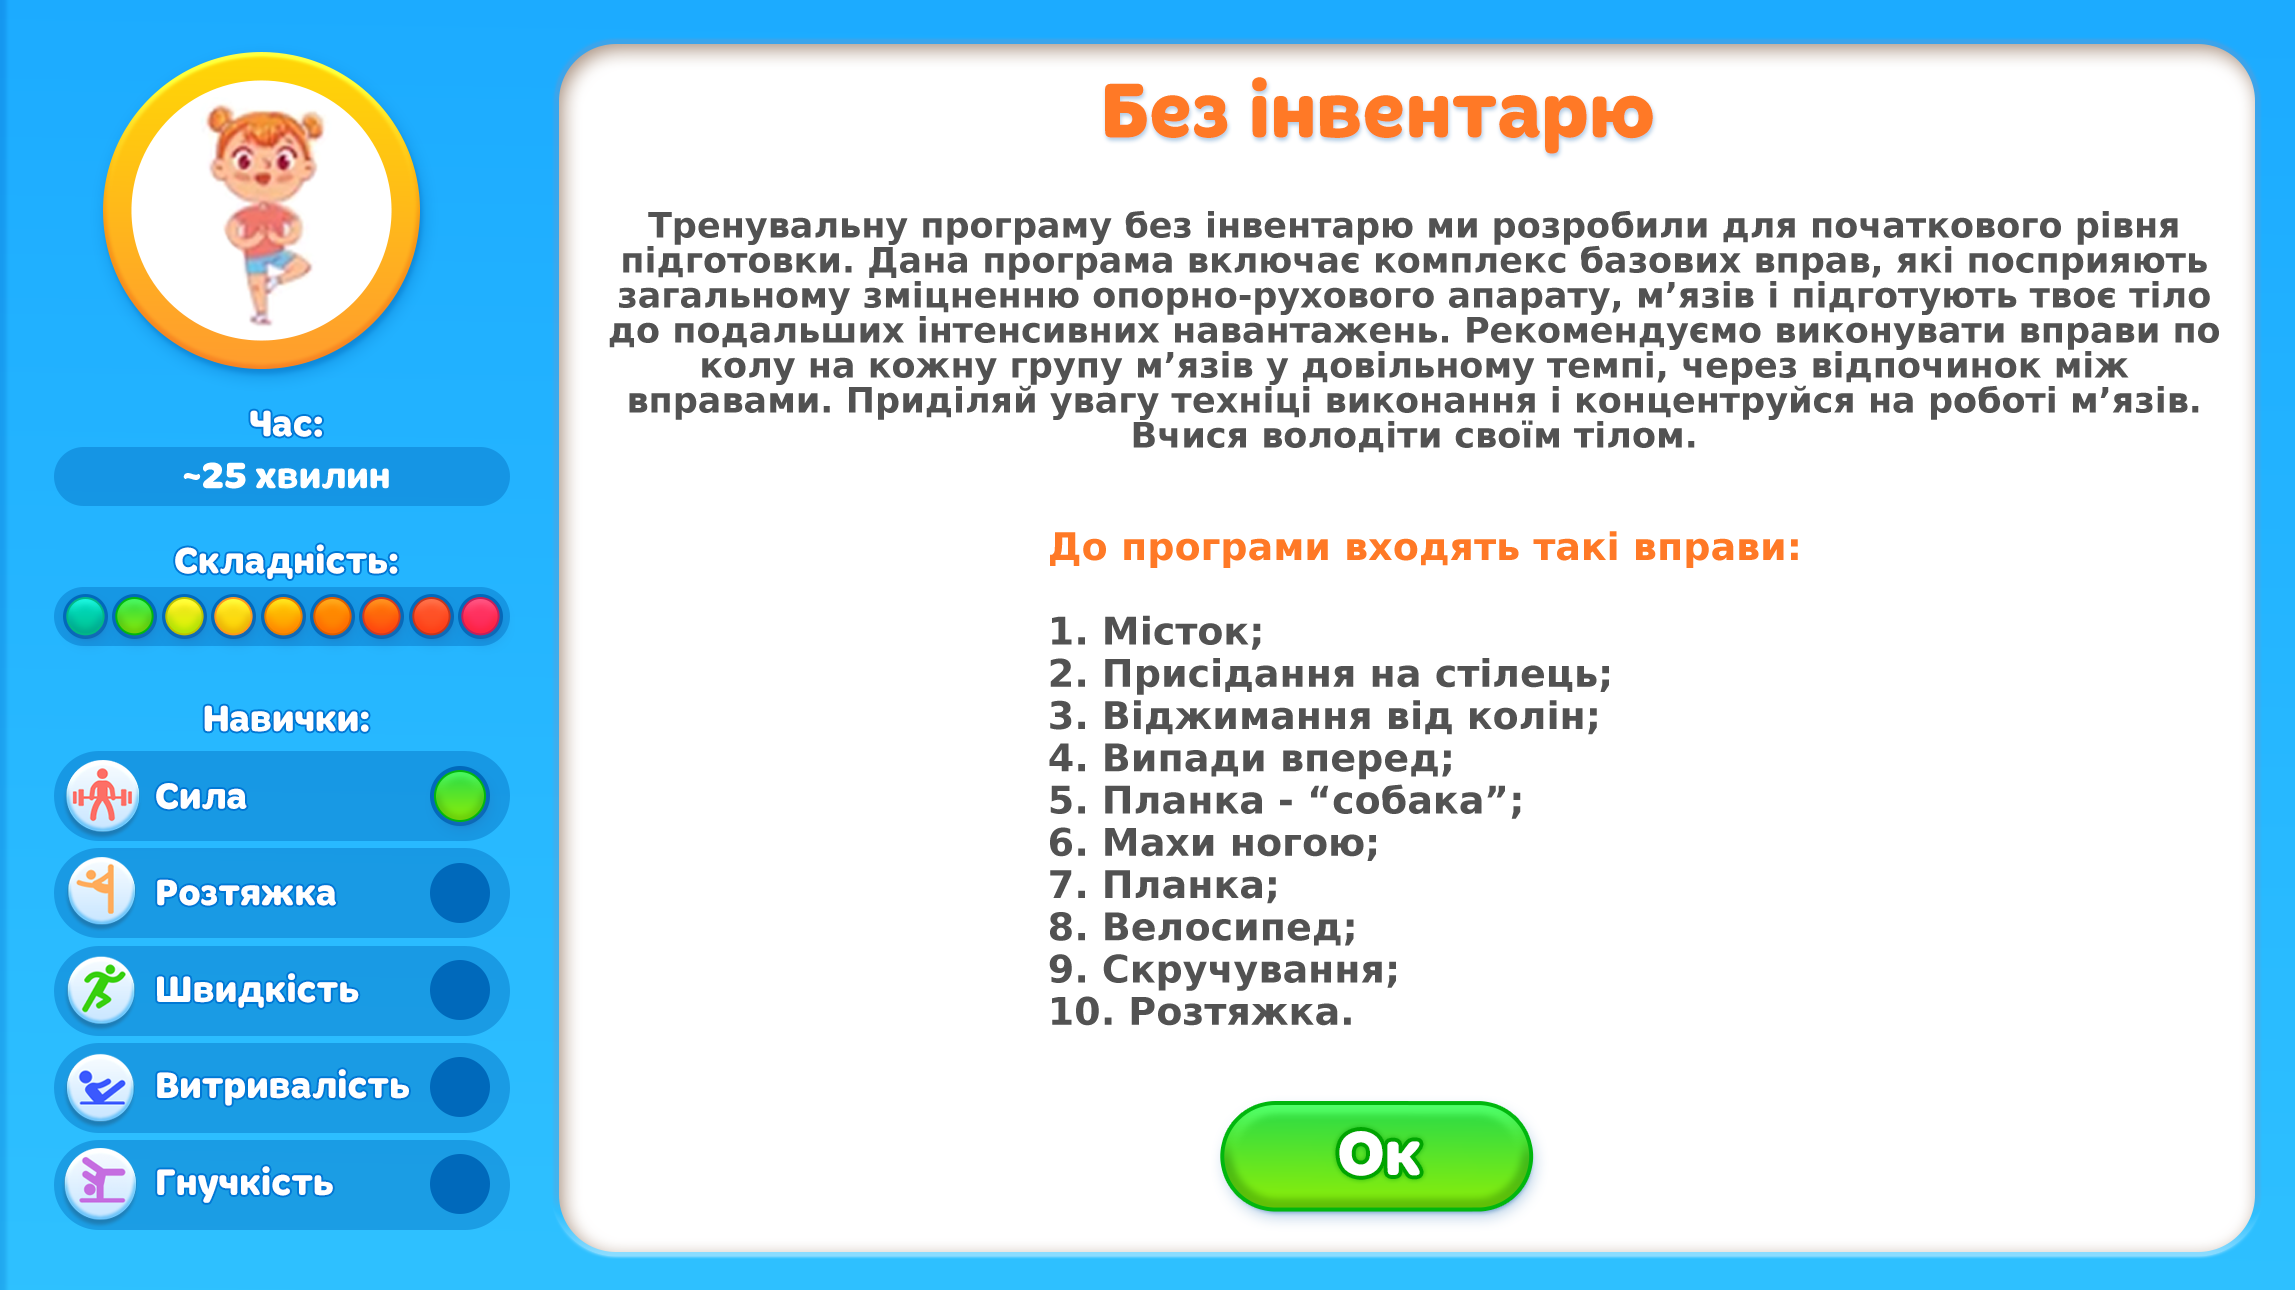 Час:
~25 хвилин
Складність:
Навички:
Сила
Розтяжка
Швидкість
Витривалість
Гнучкість
Без інвентарю
Тренувальну програму без інвентарю ми розробили для початкового рівня
підготовки. Дана програма включає комплекс базових вправ, які посприяють
загальному зміцненню опорно-рухового апарату, м’язів і підготують твоє тіло
до подальших інтенсивних навантажень. Рекомендуємо виконувати вправи по
колу на кожну групу м’язів у довільному темпі, через відпочинок між
вправами. Приділяй увагу техніці виконання і концентруйся на роботі м’язів.
Вчися володіти своїм тілом.
До програми входять такі вправи:
1. Місток;
2. Присідання на стілець;
3. Віджимання від колін;
4. Випади вперед;
5. Планка - “собака”;
6. Махи ногою;
7. Планка;
8. Велосипед;
9. Скручування;
10. Розтяжка.
Ок